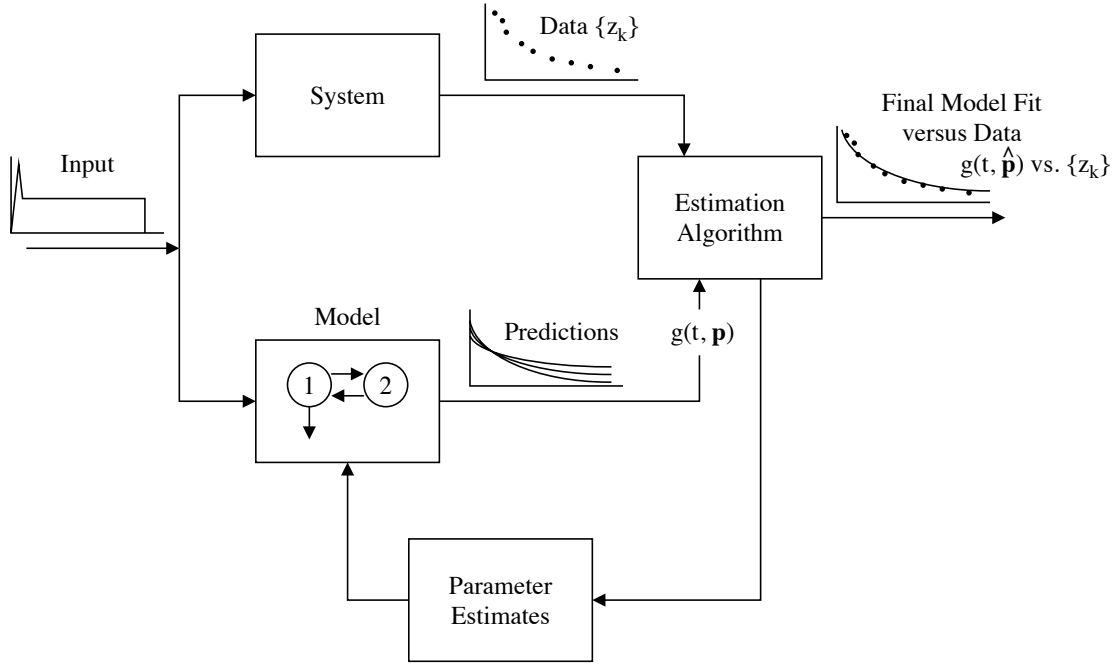 Data {z_k}
System
Final Model Fit
versus Data
g(t, p̂) vs. {z_k}
Input
Estimation
Algorithm
Model
Predictions
g(t, p)
1
2
Parameter
Estimates